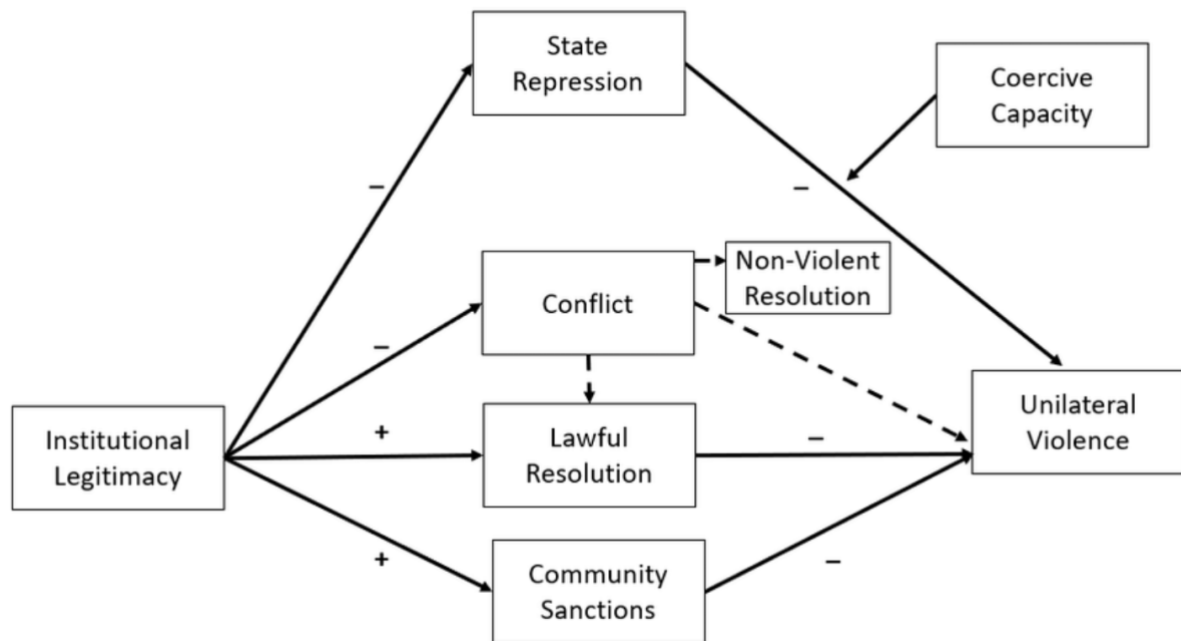 State
Repression
Coercive
Capacity
–
–
Non-Violent
Resolution
Conflict
–
Unilateral
Violence
Institutional
Legitimacy
+
Lawful
Resolution
–
+
Community
Sanctions
–